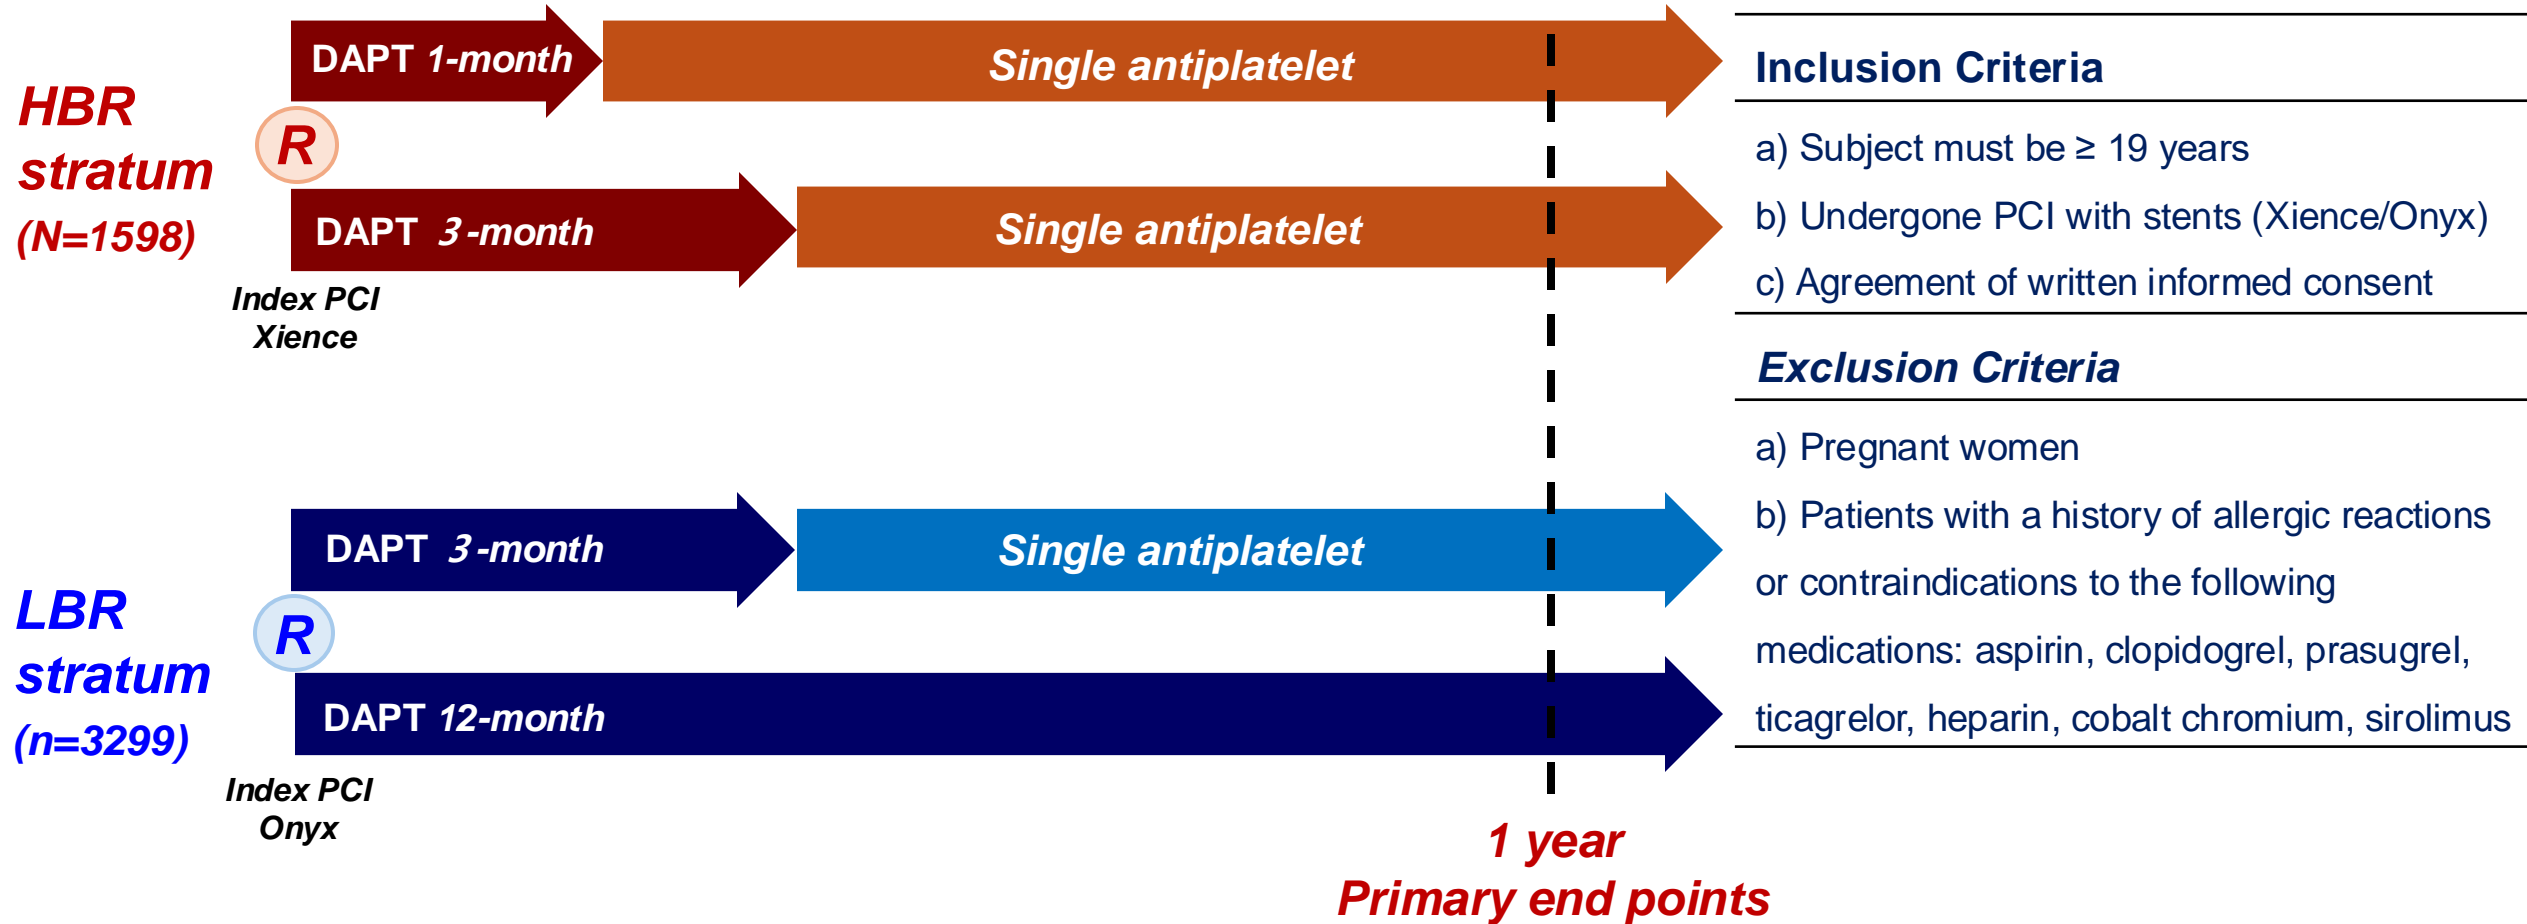 HBR
stratum
(N=1598)
R
DAPT 1-month
Single antiplatelet
DAPT 3-month
Single antiplatelet
Index PCI
Xience
LBR
stratum
(n=3299)
R
DAPT 3-month
Single antiplatelet
DAPT 12-month
Index PCI
Onyx
1 year
Primary end points
Inclusion Criteria
a) Subject must be ≥ 19 years
b) Undergone PCI with stents (Xience/Onyx)
c) Agreement of written informed consent
Exclusion Criteria
a) Pregnant women
b) Patients with a history of allergic reactions
or contraindications to the following
medications: aspirin, clopidogrel, prasugrel,
ticagrelor, heparin, cobalt chromium, sirolimus